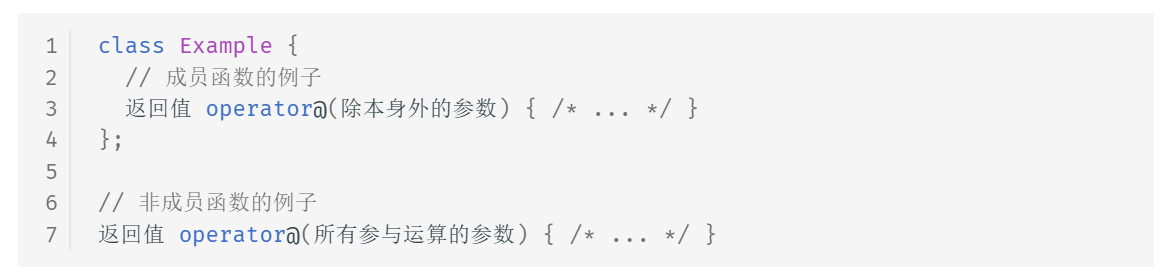 1 class Example {
2   // 成员函数的例子
3   返回值 operator@(除本身外的参数) { /* ... */ }
4 };
5
6 // 非成员函数的例子
7 返回值 operator@(所有参与运算的参数) { /* ... */ }